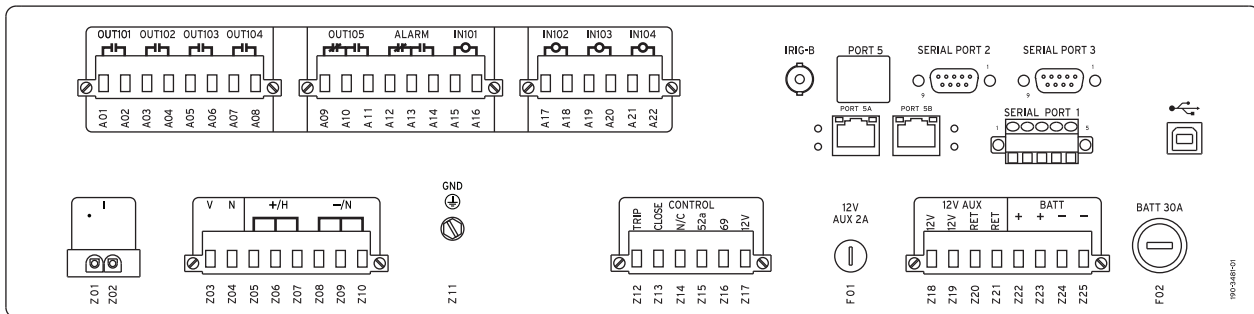 OUT101 OUT102 OUT103 OUT104 OUT105 ALARM IN101 IN102 IN103 IN104
A01 A02 A03 A04 A05 A06 A07 A08 A09 A10 A11 A12 A13 A14 A15 A16 A17 A18 A19 A20 A21 A22
IRIG-B PORT 5 SERIAL PORT 2 SERIAL PORT 3
1 1
9 9
PORT 5A PORT 5B
SERIAL PORT 1
1 5
I
Z01 Z02
V N +/H –/N
Z03 Z04 Z05 Z06 Z07 Z08 Z09 Z10
GND
Z11
CONTROL
TRIP CLOSE N/C 52a 69 12V
Z12 Z13 Z14 Z15 Z16 Z17
12V
AUX 2A
F01
12V AUX BATT
12V 12V RET RET + + – –
Z18 Z19 Z20 Z21 Z22 Z23 Z24 Z25
BATT 30A
F02
190-0481-01